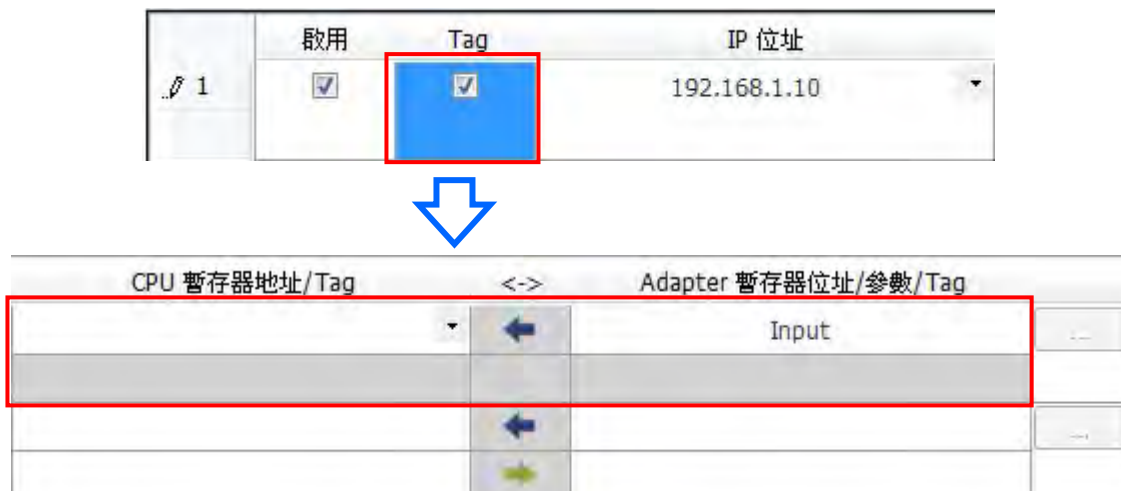 啟用 Tag IP 位址
1 192.168.1.10
CPU 暫存器地址/Tag <-> Adapter 暫存器位址/參數/Tag
Input ...
...